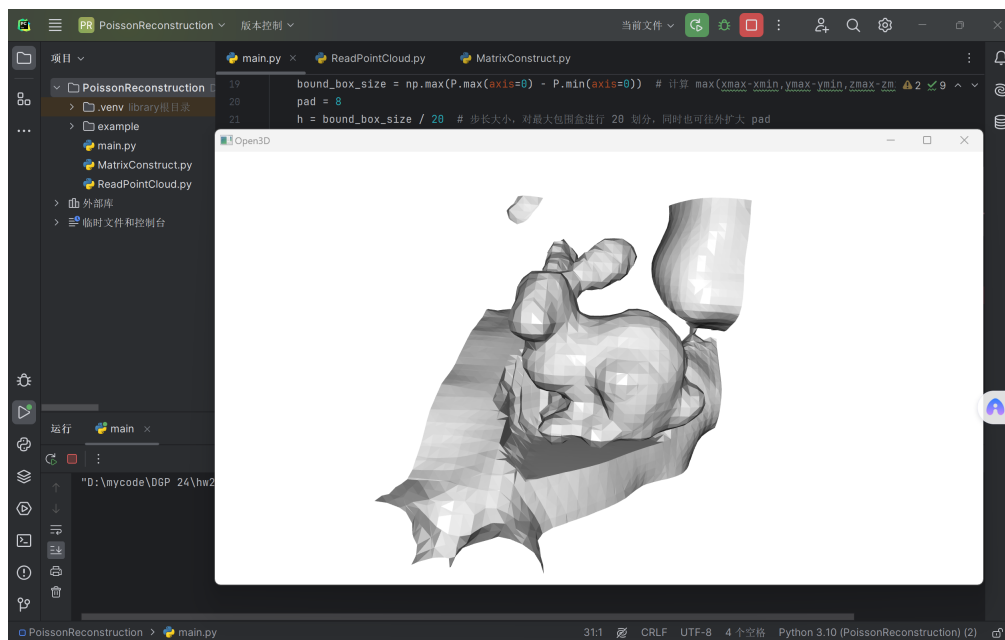 PR PoissonReconstruction 版本控制 当前文件
项目
main.py ReadPointCloud.py MatrixConstruct.py
PoissonReconstruction
.venv library根目录
example
main.py
MatrixConstruct.py
ReadPointCloud.py
外部库
临时文件和控制台
19 bound_box_size = np.max(P.max(axis=0) - P.min(axis=0)) # 计算 max(xmax-xmin,ymax-ymin,zmax-zm 2 9
20 pad = 8
21 h = bound_box_size / 20 # 步长大小，对最大包围盒进行 20 划分，同时也可往外扩大 pad
Open3D
运行 main
"D:\mycode\DGP 24\hw2
PoissonReconstruction > main.py 31:1 CRLF UTF-8 4 个空格 Python 3.10 (PoissonReconstruction) (2)